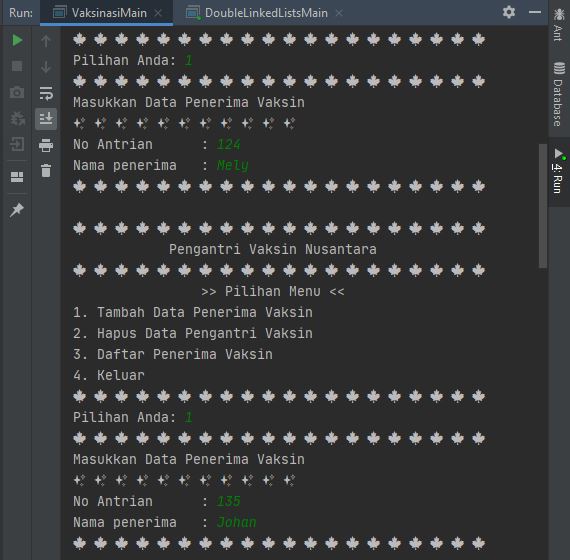 Run: VaksinasiMain × DoubleLinkedListsMain ×
🍁 🍁 🍁 🍁 🍁 🍁 🍁 🍁 🍁 🍁 🍁 🍁 🍁 🍁 🍁 🍁 🍁 🍁 🍁 🍁
Pilihan Anda: 1
🍁 🍁 🍁 🍁 🍁 🍁 🍁 🍁 🍁 🍁 🍁 🍁 🍁 🍁 🍁 🍁 🍁 🍁 🍁 🍁
Masukkan Data Penerima Vaksin
✨ ✨ ✨ ✨ ✨ ✨ ✨ ✨ ✨ ✨ ✨
No Antrian : 124
Nama penerima : Mely
🍁 🍁 🍁 🍁 🍁 🍁 🍁 🍁 🍁 🍁 🍁 🍁 🍁 🍁 🍁 🍁 🍁 🍁 🍁 🍁
🍁 🍁 🍁 🍁 🍁 🍁 🍁 🍁 🍁 🍁 🍁 🍁 🍁 🍁 🍁 🍁 🍁 🍁 🍁 🍁
Pengantri Vaksin Nusantara
🍁 🍁 🍁 🍁 🍁 🍁 🍁 🍁 🍁 🍁 🍁 🍁 🍁 🍁 🍁 🍁 🍁 🍁 🍁 🍁
>> Pilihan Menu <<
1. Tambah Data Penerima Vaksin
2. Hapus Data Pengantri Vaksin
3. Daftar Penerima Vaksin
4. Keluar
🍁 🍁 🍁 🍁 🍁 🍁 🍁 🍁 🍁 🍁 🍁 🍁 🍁 🍁 🍁 🍁 🍁 🍁 🍁 🍁
Pilihan Anda: 1
🍁 🍁 🍁 🍁 🍁 🍁 🍁 🍁 🍁 🍁 🍁 🍁 🍁 🍁 🍁 🍁 🍁 🍁 🍁 🍁
Masukkan Data Penerima Vaksin
✨ ✨ ✨ ✨ ✨ ✨ ✨ ✨ ✨ ✨ ✨
No Antrian : 135
Nama penerima : Johan
🍁 🍁 🍁 🍁 🍁 🍁 🍁 🍁 🍁 🍁 🍁 🍁 🍁 🍁 🍁 🍁 🍁 🍁 🍁 🍁
Ant
Database
4: Run